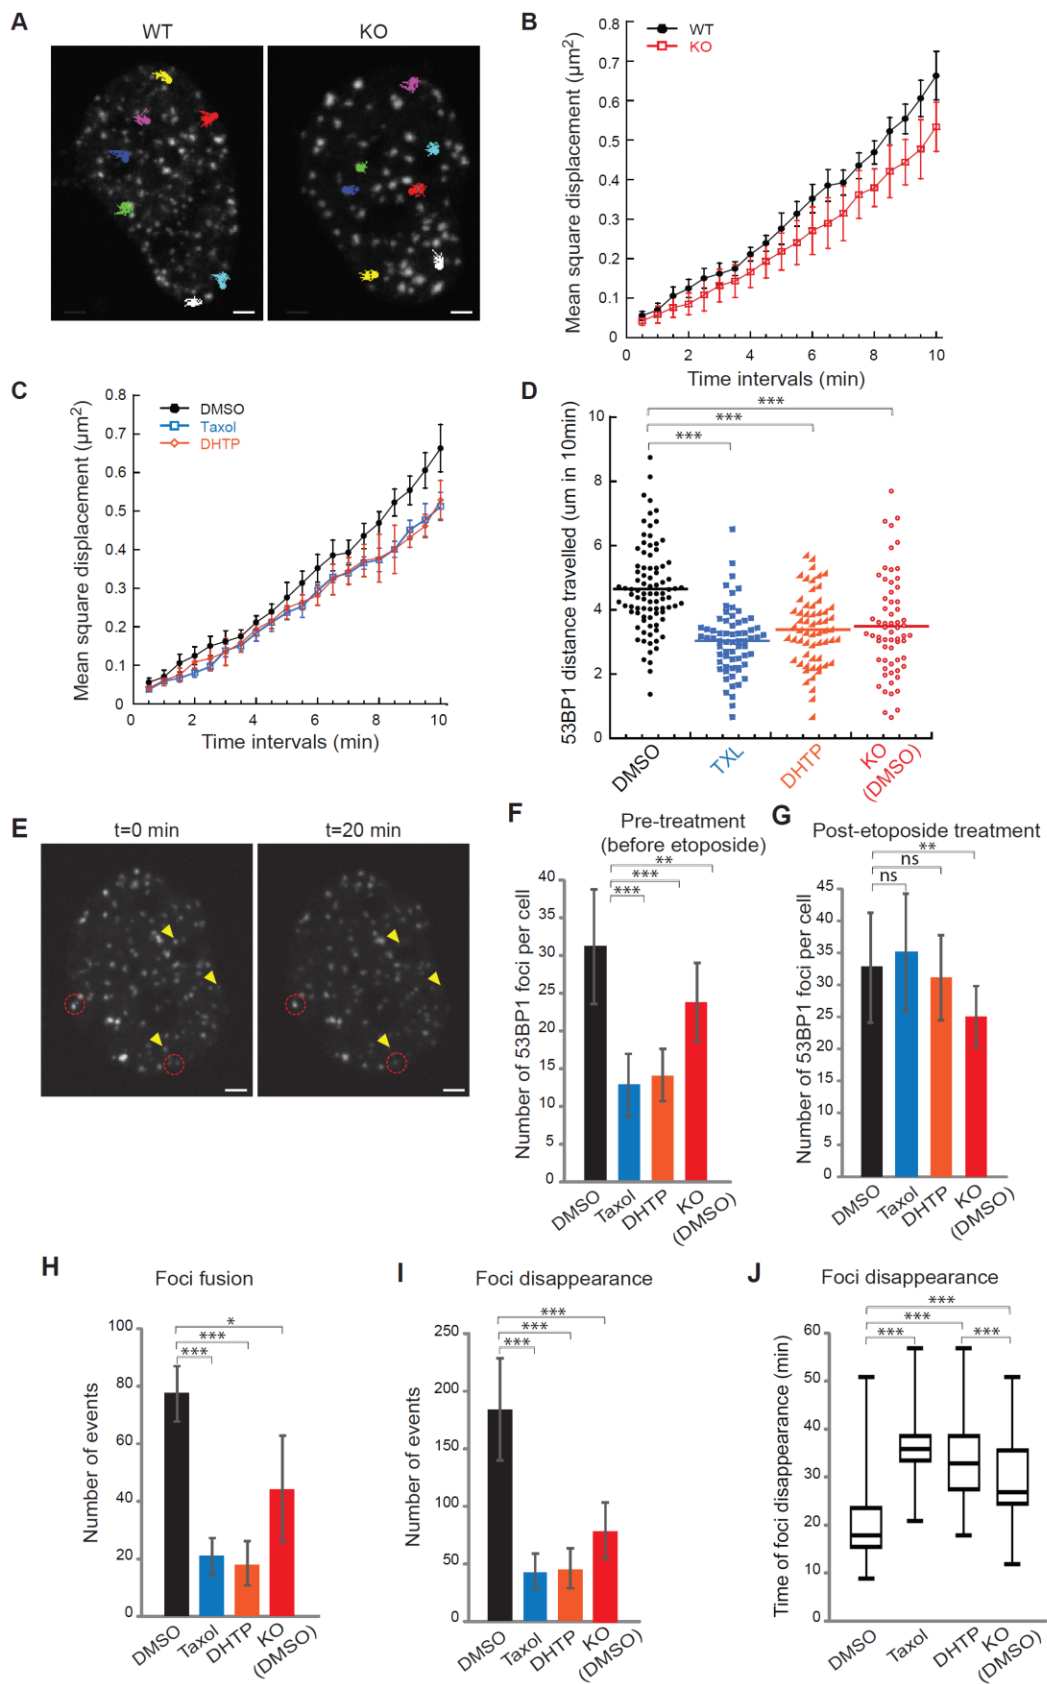 A
WT
KO
B
Mean square displacement (µm²)
0.8
0.7
0.6
0.5
0.4
0.3
0.2
0.1
0
WT
KO
0 2 4 6 8 10
Time intervals (min)
C
Mean square displacement (µm²)
0.8
0.7
0.6
0.5
0.4
0.3
0.2
0.1
0
DMSO
Taxol
DHTP
0 2 4 6 8 10
Time intervals (min)
D
53BP1 distance travelled (um in 10min)
10
8
6
4
2
0
***
***
***
DMSO
TXL
DHTP
KO
(DMSO)
E
t=0 min
t=20 min
F
Pre-treatment
(before etoposide)
Number of 53BP1 foci per cell
40
35
30
25
20
15
10
5
0
**
***
***
DMSO
Taxol
DHTP
KO
(DMSO)
G
Post-etoposide treatment
Number of 53BP1 foci per cell
45
40
35
30
25
20
15
10
5
0
**
ns
ns
DMSO
Taxol
DHTP
KO
(DMSO)
H
Foci fusion
Number of events
100
80
60
40
20
0
*
***
***
DMSO
Taxol
DHTP
KO
(DMSO)
I
Foci disappearance
Number of events
250
200
150
100
50
0
***
***
***
DMSO
Taxol
DHTP
KO
(DMSO)
J
Foci disappearance
Time of foci disappearance (min)
60
50
40
30
20
10
0
***
***
***
***
DMSO
Taxol
DHTP
KO
(DMSO)